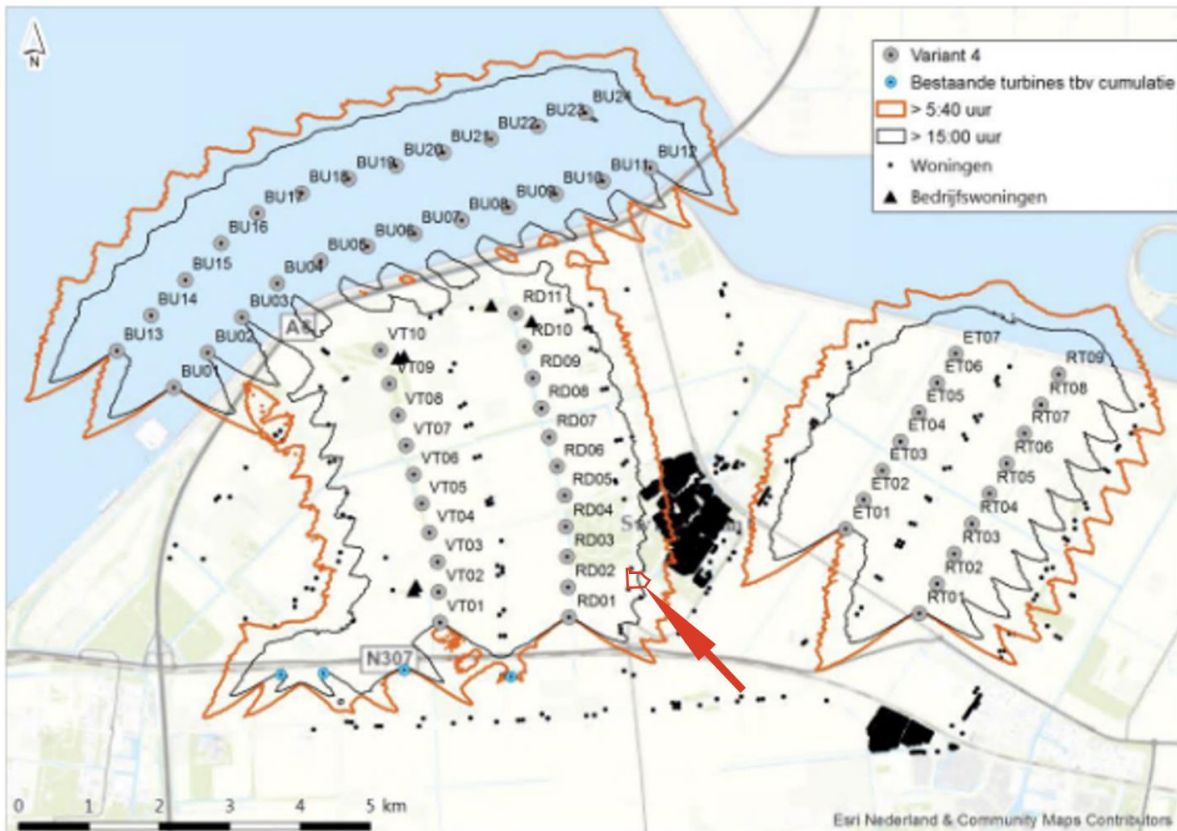 N
Variant 4
Bestaande turbines tbv cumulatie
> 5:40 uur
> 15:00 uur
Woningen
Bedrijfswoningen
BU24
BU23
BU22
BU21
BU20
BU19
BU18
BU17
BU16
BU15
BU14
BU13
BU12
BU11
BU10
BU09
BU08
BU07
BU06
BU05
BU04
BU03
BU02
BU01
A6
RD11
RD10
RD09
RD08
RD07
RD06
RD05
RD04
RD03
RD02
RD01
VT10
VT09
VT08
VT07
VT06
VT05
VT04
VT03
VT02
VT01
ET07
ET06
ET05
ET04
ET03
ET02
ET01
RT09
RT08
RT07
RT06
RT05
RT04
RT03
RT02
RT01
N307
0 1 2 3 4 5 km
Esri Nederland & Community Maps Contributors